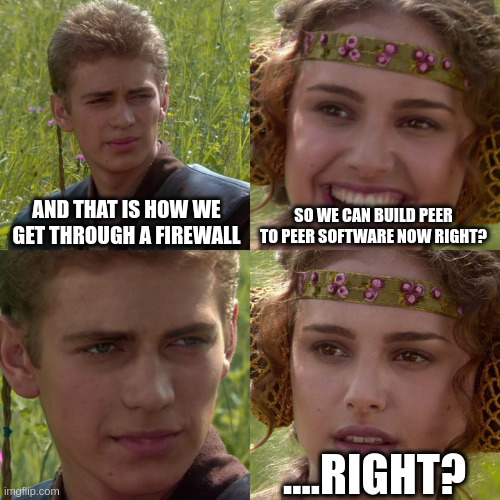 AND THAT IS HOW WE
GET THROUGH A FIREWALL
SO WE CAN BUILD PEER
TO PEER SOFTWARE NOW RIGHT?
....RIGHT?
imgflip.com